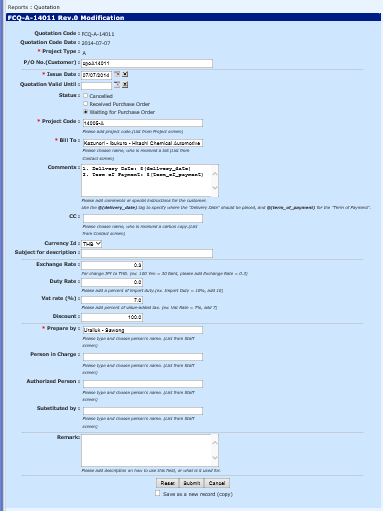 Reports : Quotation
FCQ-A-14011 Rev.0 Modification
Quotation Code : FCQ-A-14011
Quotation Code Date : 2014-07-07
* Project Type : A
P/O No.(Customer) : spoA14011
* Issue Date : 07/07/2014
Quotation Valid Until :
Status : Cancelled
Received Purchase Order
Waiting for Purchase Order
* Project Code : 14005-A
Please add project code.(List from Project screen)
* Bill To : Kazunori - Ibukuro - Hitachi Chemical Automotive
Please choose name, who is received a bill (List from
Contact screen)
Comments : 1. Delivery Date: @(delivery_date)
2. Term of Payment: @(term_of_payment)
Please add comments or special instructions for the customer.
Use the @(delivery_date) tag to specify where the "Delivery Date" should be places, and @(term_of_payment) for the "Term of Payment".
CC :
Please choose name, who is received a carbon copy.(List
from Contact screen)
Currency Id : THB
Subject for description :
Exchange Rate : 0.3
For change JPY to THB. (ex. 100 Yen = 30 Baht, please add Exchange Rate = 0.3)
Duty Rate : 0.0
Please add a percent of import duty (ex. Import Duty = 10%, add 10)
Vat rate (%) : 7.0
Please add percent of value-added tax. (ex. Vat Rate = 7%, add 7)
Discount : 100.0
* Prepare by : Urailuk - Bawong
Please type and choose person's name. (List from Staff
screen)
Person in Charge :
Please type and choose person's name. (List from Staff
screen)
Authorized Person :
Please type and choose person's name. (List from Staff
screen)
Substituted by :
Please type and choose person's name. (List from Staff
screen)
Remark:
Please add description on how to use this field, or what is it used for.
Reset Submit Cancel
Save as a new record (copy)